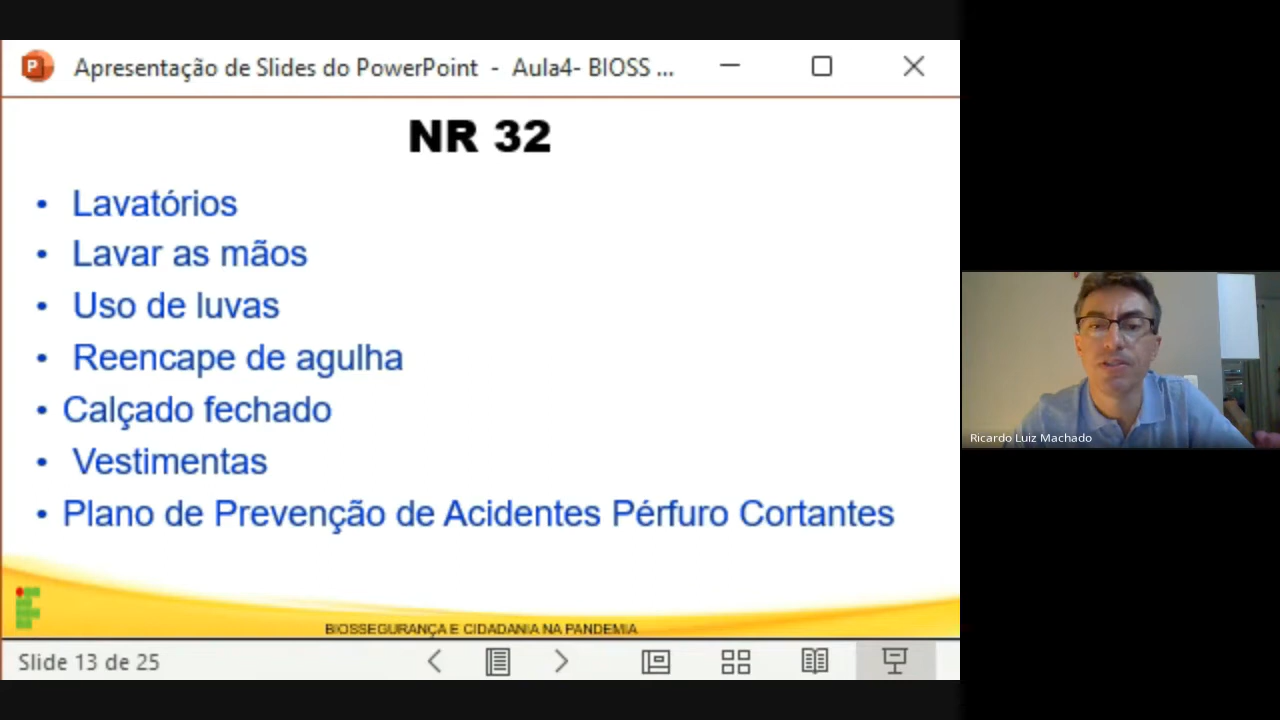 Apresentação de Slides do PowerPoint - Aula4- BIOSS ...
NR 32
• Lavatórios
• Lavar as mãos
• Uso de luvas
• Reencape de agulha
• Calçado fechado
• Vestimentas
• Plano de Prevenção de Acidentes Pérfuro Cortantes
BIOSSEGURANÇA E CIDADANIA NA PANDEMIA
Slide 13 de 25
Ricardo Luiz Machado